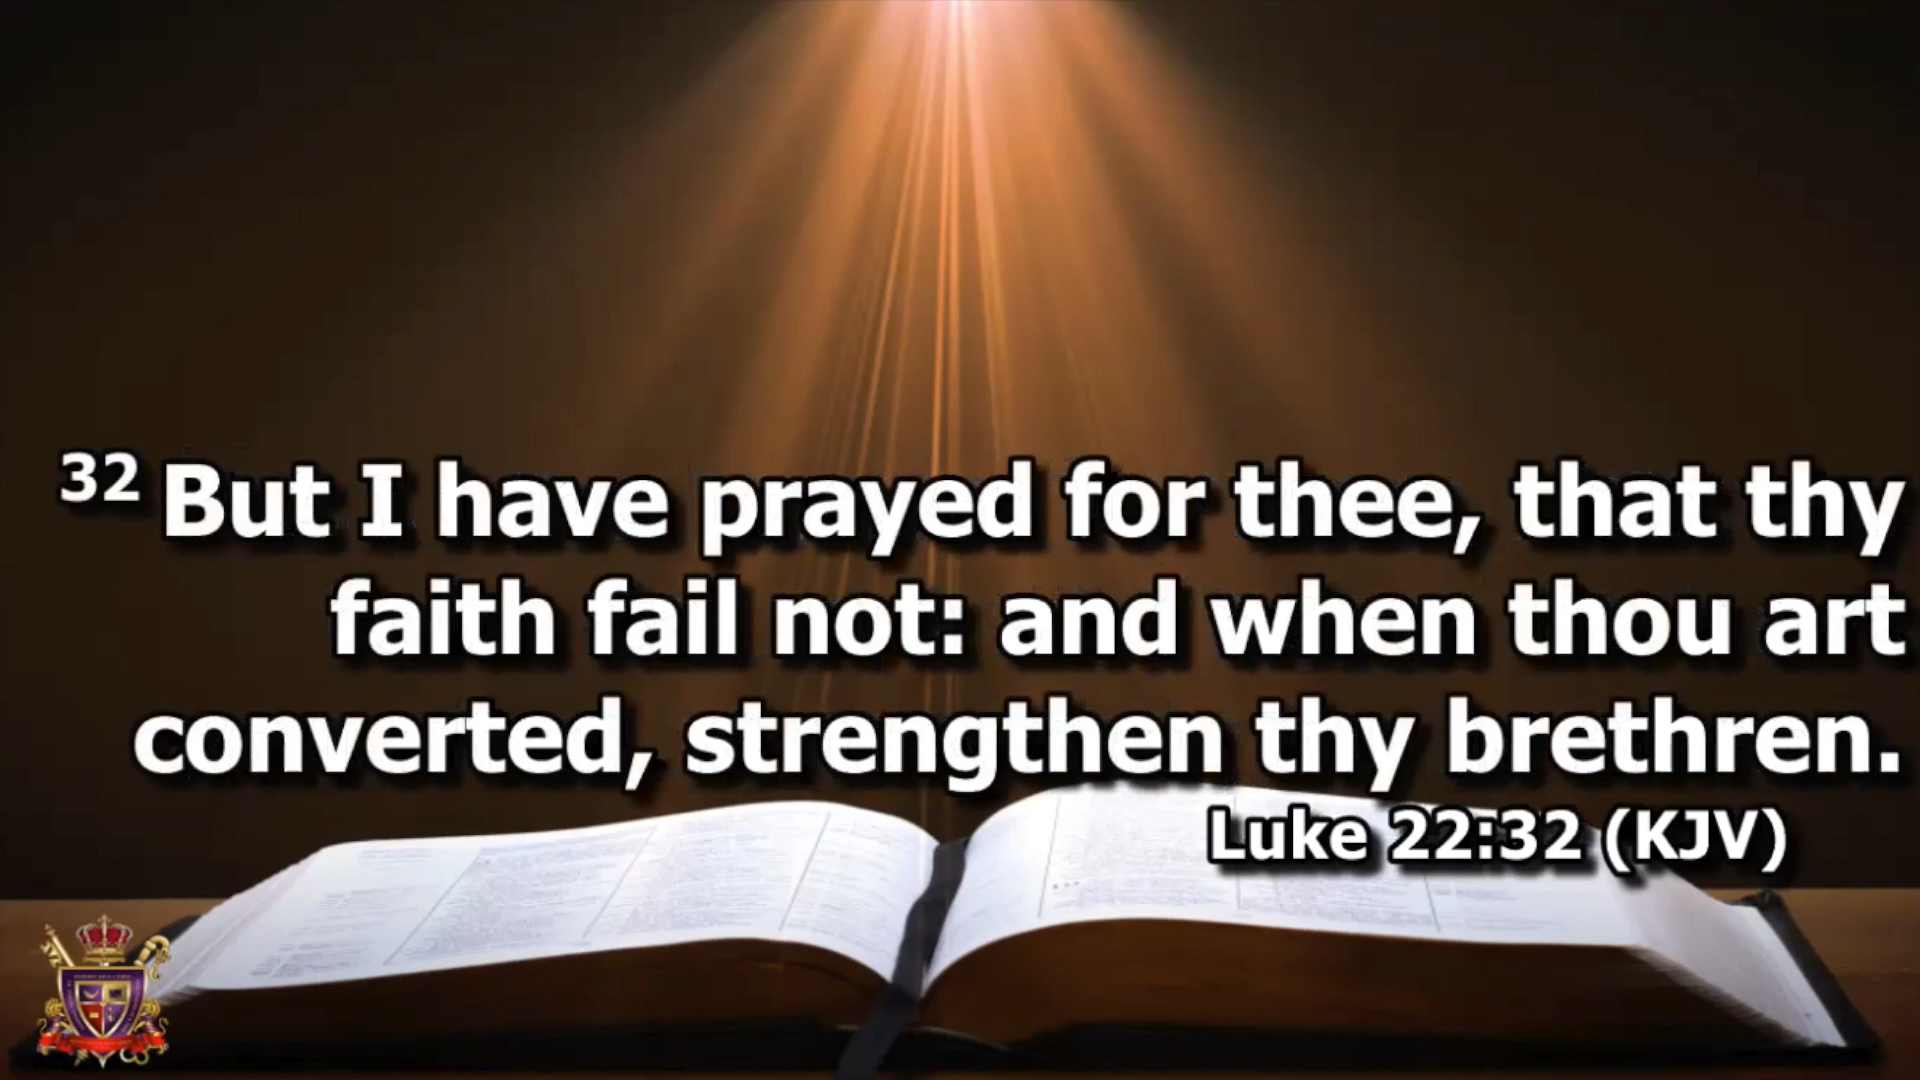 32 But I have prayed for thee, that thy
faith fail not: and when thou art
converted, strengthen thy brethren.
Luke 22:32 (KJV)